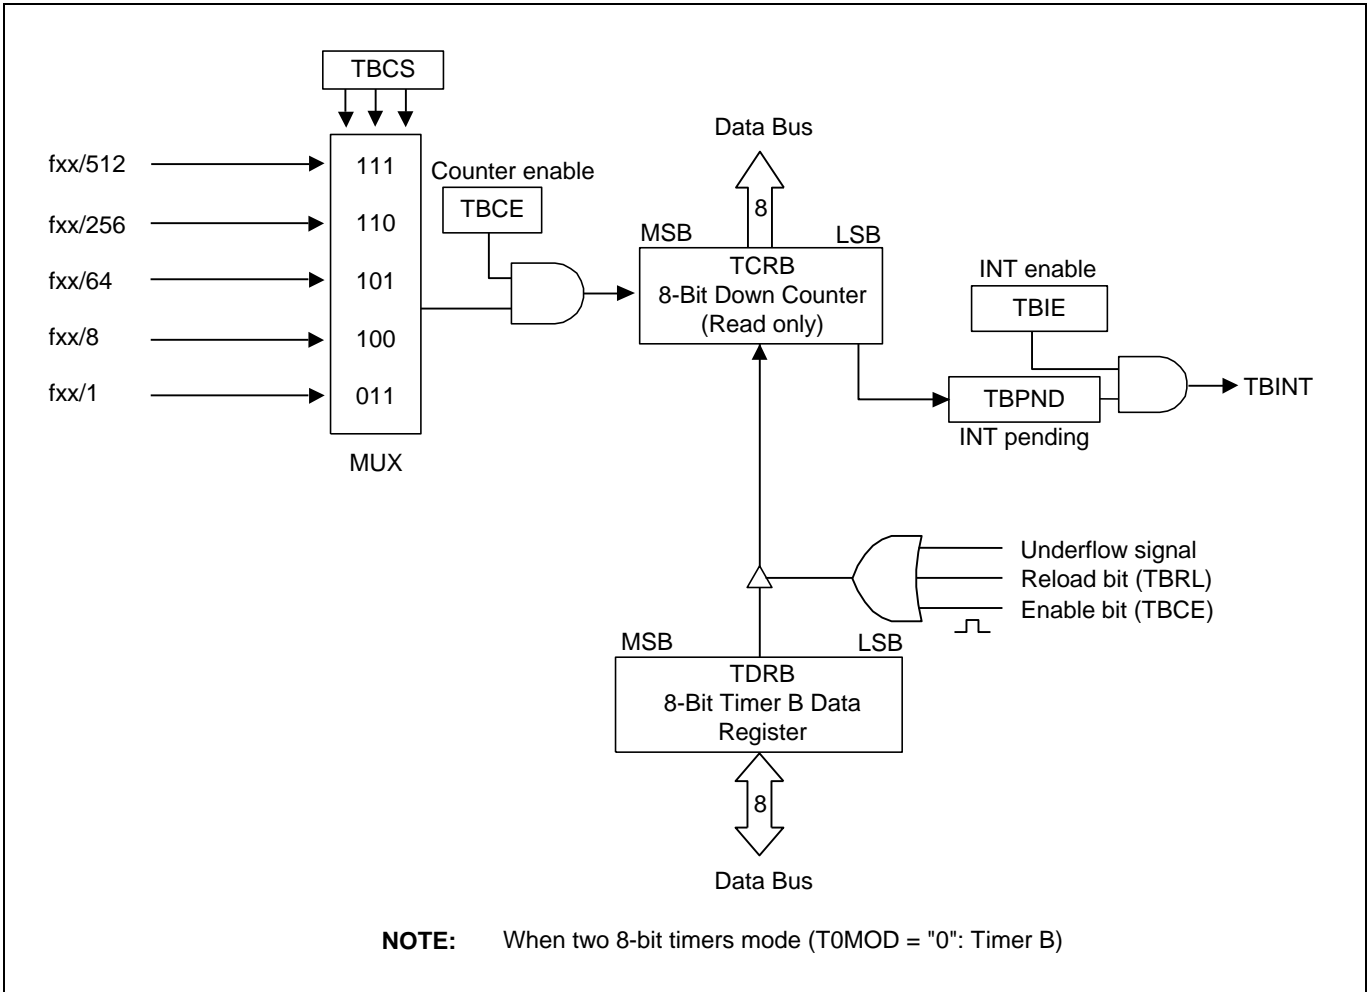 TBCS
fxx/512
111
fxx/256
110
fxx/64
101
fxx/8
100
fxx/1
011
MUX
Counter enable
TBCE
Data Bus
8
MSB
LSB
TCRB
8-Bit Down Counter
(Read only)
INT enable
TBIE
TBPND
INT pending
TBINT
Underflow signal
Reload bit (TBRL)
Enable bit (TBCE)
MSB
LSB
TDRB
8-Bit Timer B Data
Register
8
Data Bus
NOTE: When two 8-bit timers mode (T0MOD = "0": Timer B)